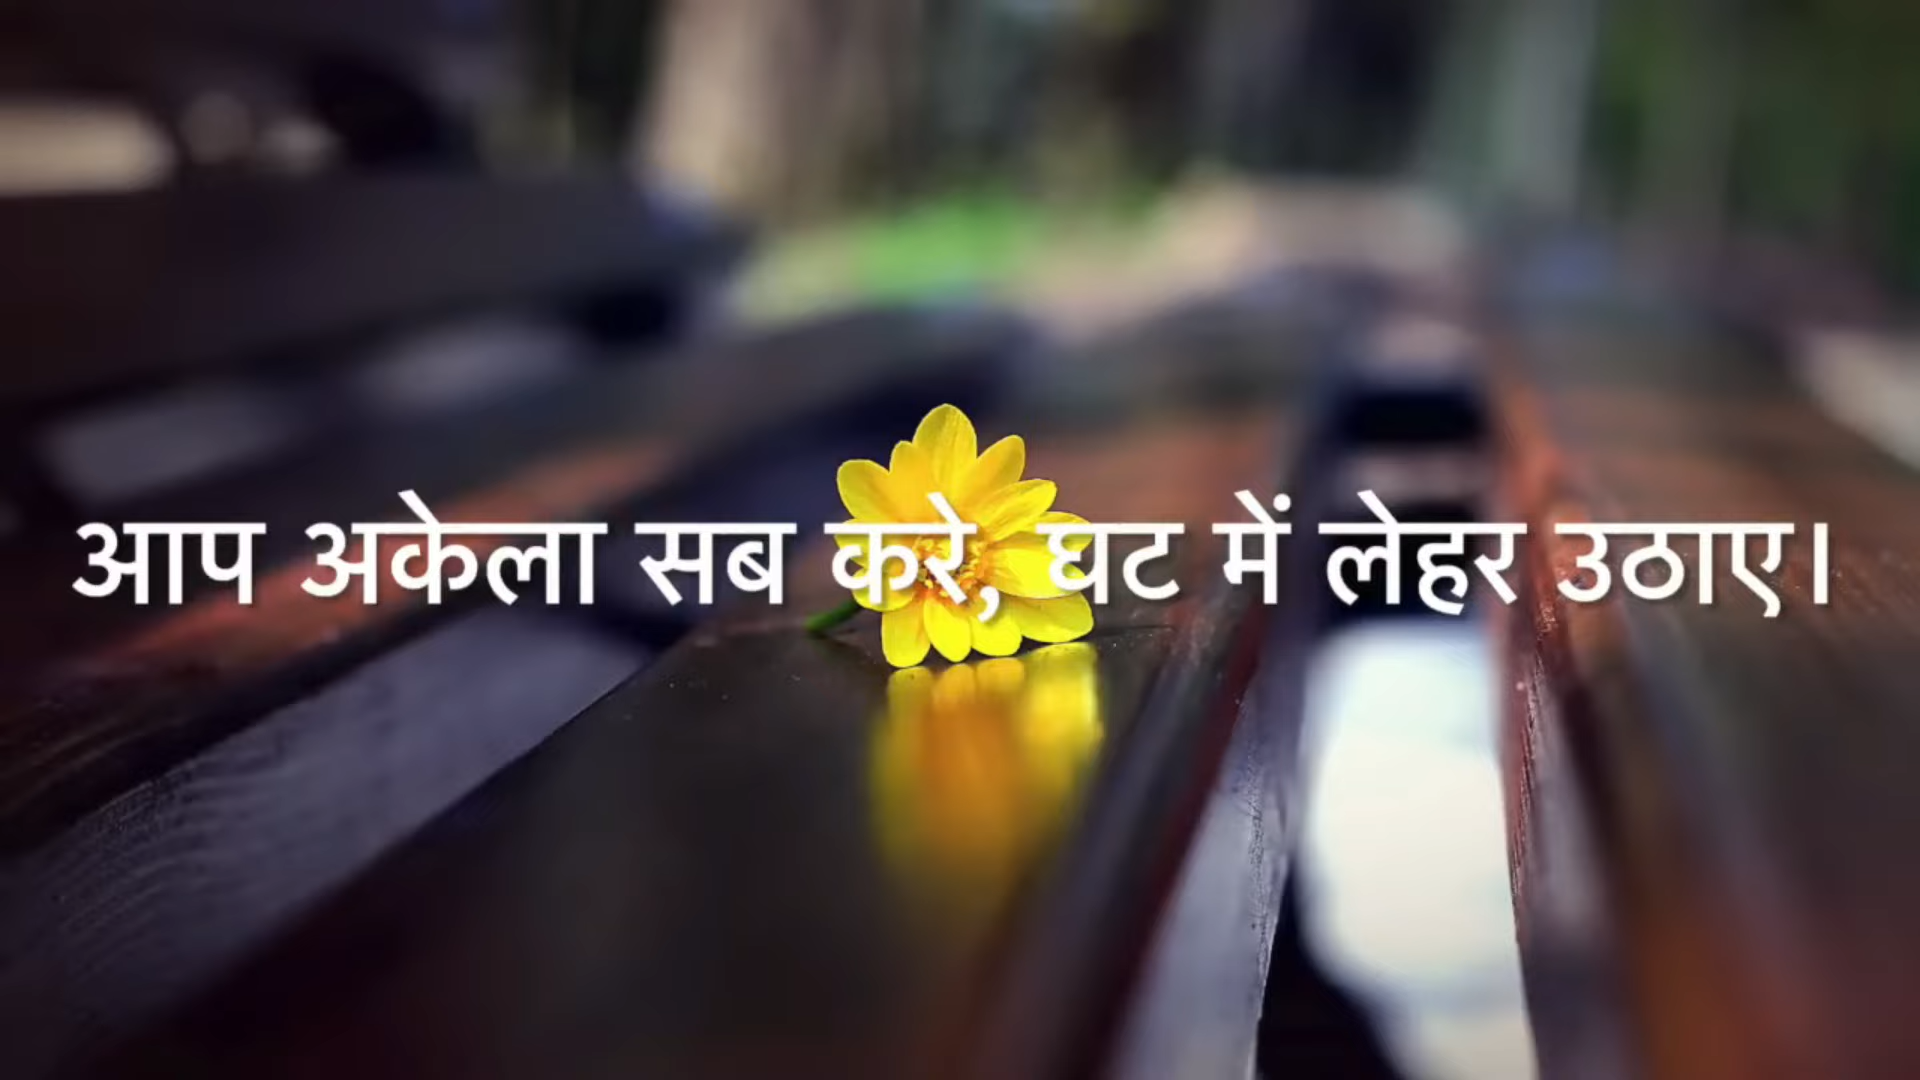 आप अकेला सब करे, घट में लेहर उठाए।